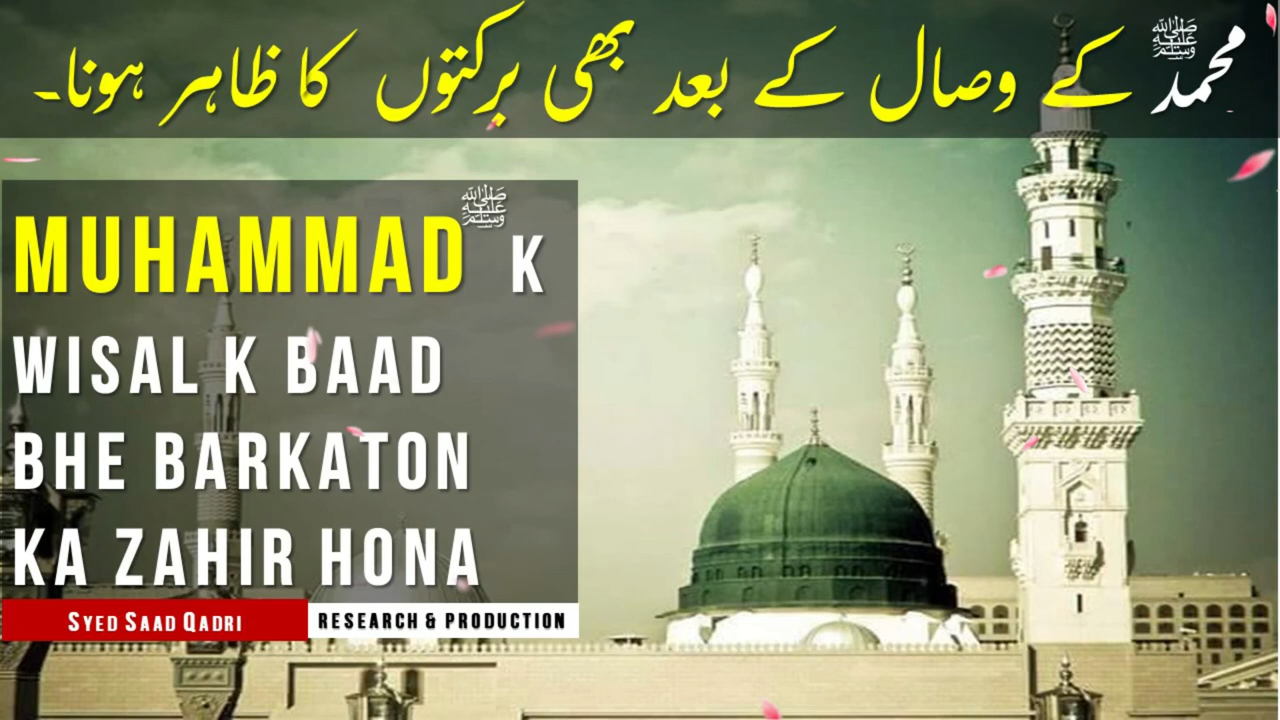 محمد ﷺ کے وصال کے بعد بھی برکتوں کا ظاہر ہونا۔
MUHAMMAD ﷺ K
WISAL K BAAD
BHE BARKATON
KA ZAHIR HONA
SYED SAAD QADRI
RESEARCH & PRODUCTION